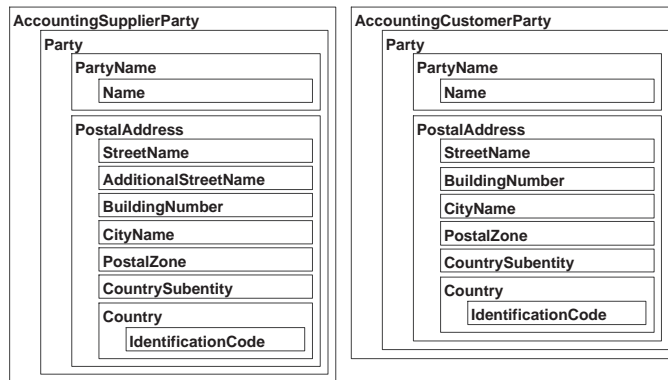 AccountingSupplierParty
Party
PartyName
Name
PostalAddress
StreetName
AdditionalStreetName
BuildingNumber
CityName
PostalZone
CountrySubentity
Country
IdentificationCode
AccountingCustomerParty
Party
PartyName
Name
PostalAddress
StreetName
BuildingNumber
CityName
PostalZone
CountrySubentity
Country
IdentificationCode